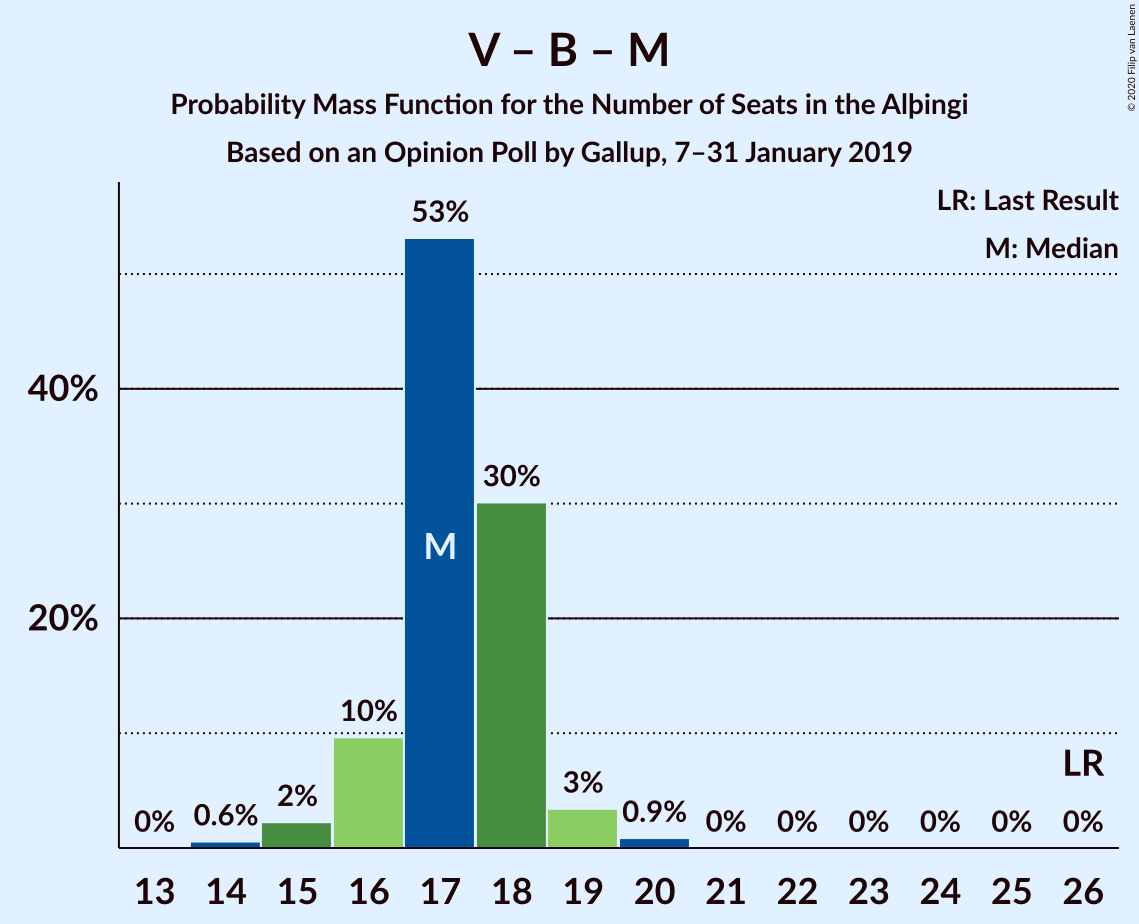 V – B – M
Probability Mass Function for the Number of Seats in the Alþingi
Based on an Opinion Poll by Gallup, 7–31 January 2019
© 2020 Filip van Laenen
LR: Last Result
M: Median
53%
40%
30%
M
20%
10%
LR
0%
0.6%
2%
3%
0.9%
0%
0%
0%
0%
0%
0%
13 14 15 16 17 18 19 20 21 22 23 24 25 26